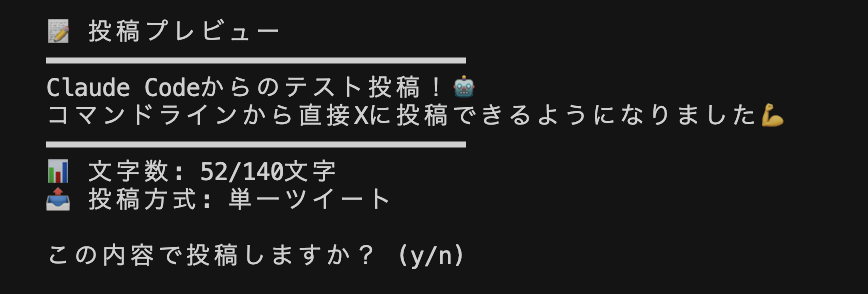 📝 投稿プレビュー
Claude Codeからのテスト投稿！🤖
コマンドラインから直接Xに投稿できるようになりました💪
📊 文字数: 52/140文字
📤 投稿方式: 単一ツイート
この内容で投稿しますか？ (y/n)